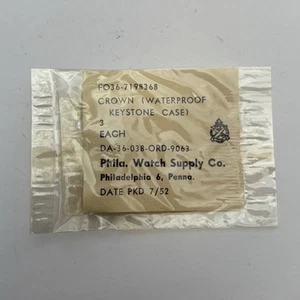 FO36-7198368
CROWN (WATERPROOF
KEYSTONE CASE)
3
EACH
DA-36-038-ORD-9063
Phila. Watch Supply Co.
Philadelphia 6, Penna.
DATE PKD 7/52